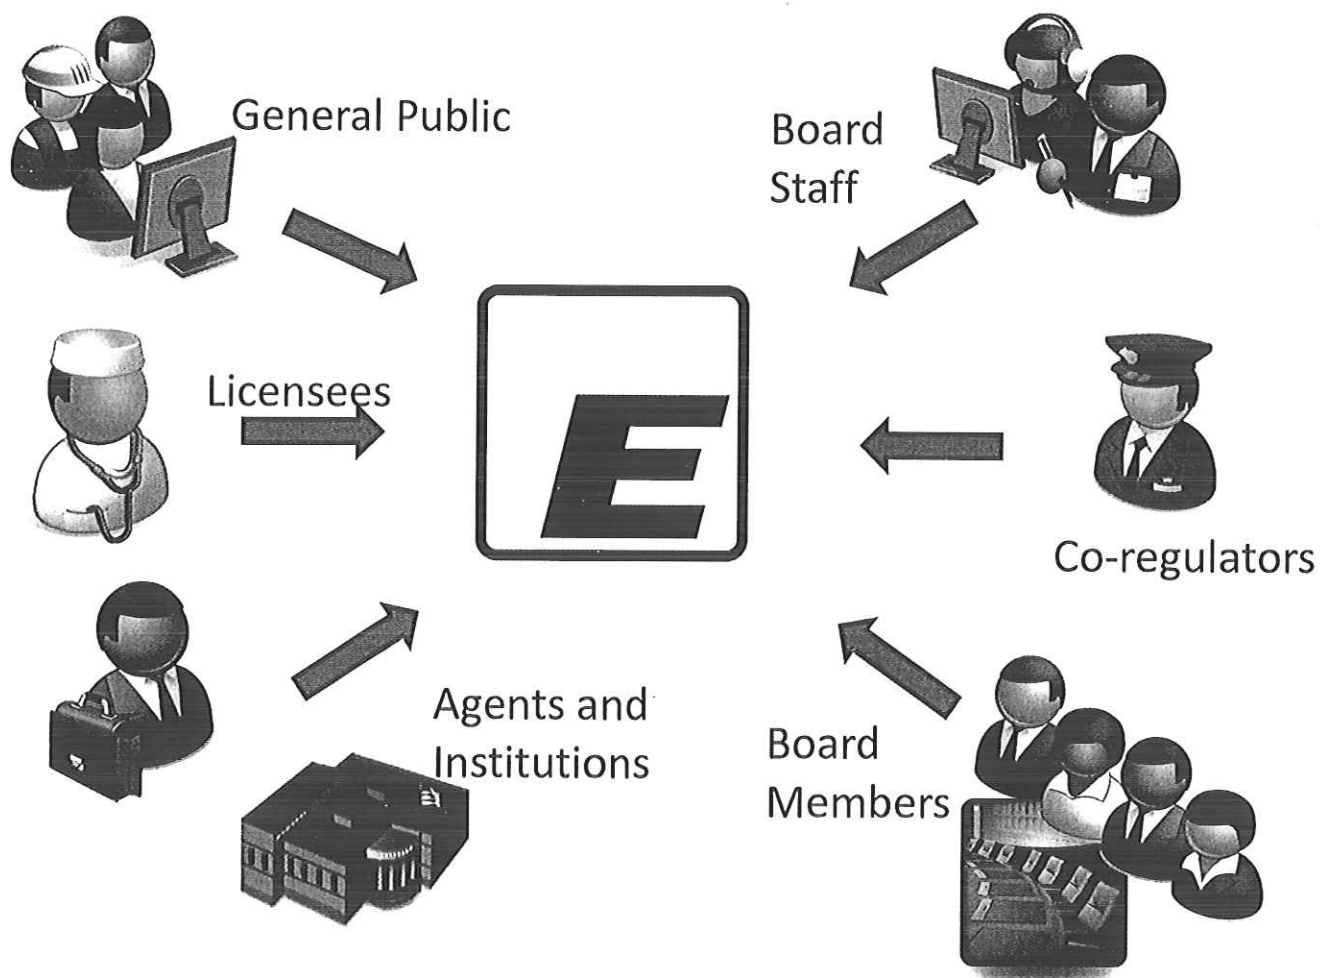 General Public
Board
Staff
Licensees
E
Co-regulators
Agents and
Institutions
Board
Members